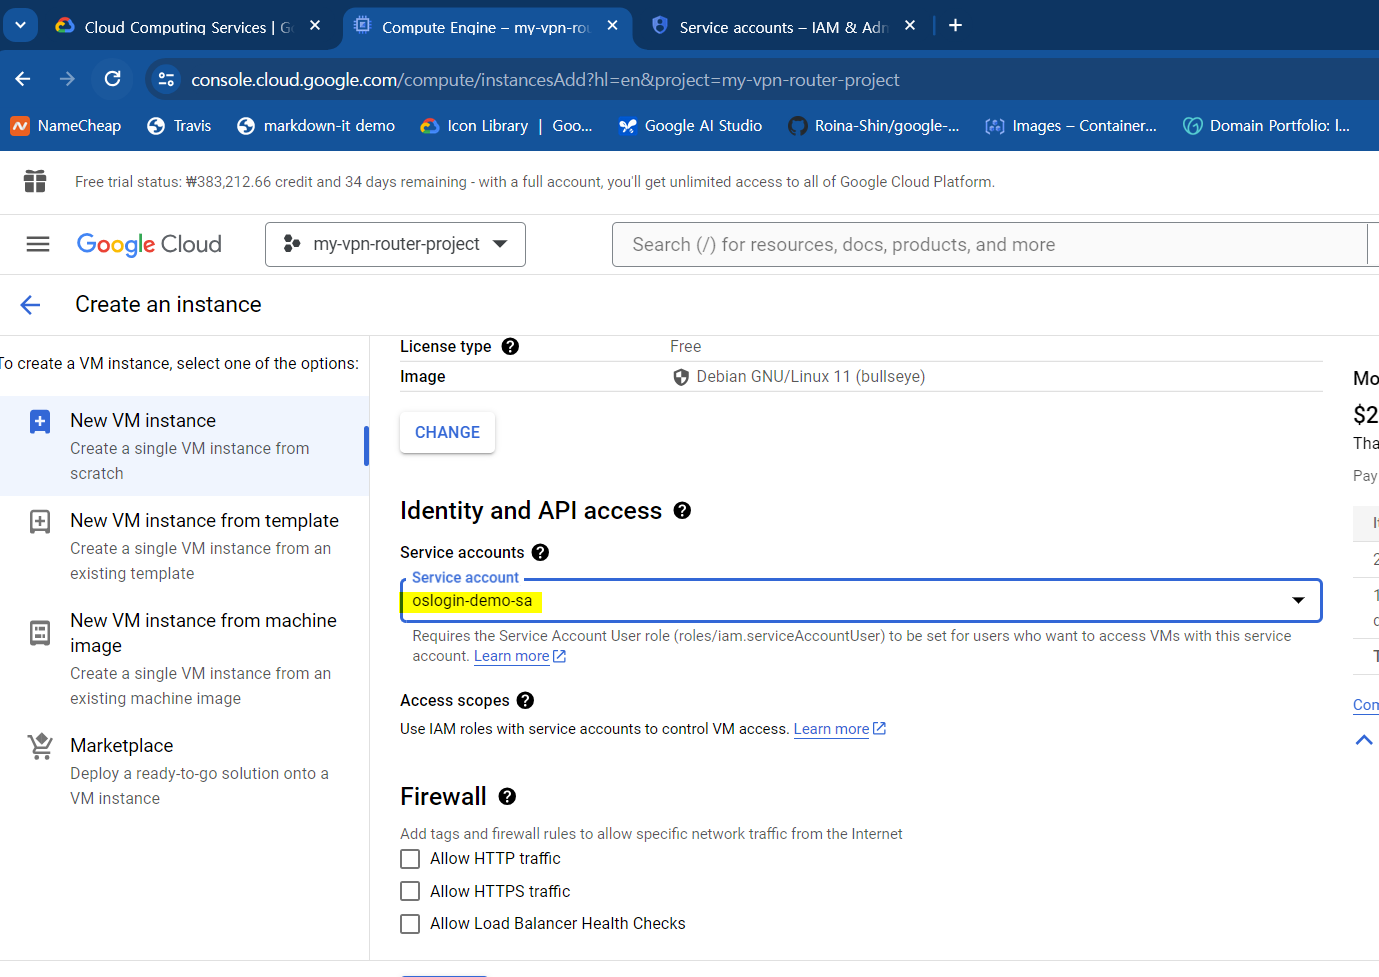 Cloud Computing Services | G
Compute Engine – my-vpn-rou
Service accounts – IAM & Adm
console.cloud.google.com/compute/instancesAdd?hl=en&project=my-vpn-router-project
NameCheap
Travis
markdown-it demo
Icon Library | Goo...
Google AI Studio
Roina-Shin/google-...
Images – Container...
Domain Portfolio: l...
Free trial status: ₩383,212.66 credit and 34 days remaining - with a full account, you'll get unlimited access to all of Google Cloud Platform.
Google Cloud
my-vpn-router-project
Search (/) for resources, docs, products, and more
Create an instance
To create a VM instance, select one of the options:
New VM instance
Create a single VM instance from
scratch
New VM instance from template
Create a single VM instance from an
existing template
New VM instance from machine
image
Create a single VM instance from an
existing machine image
Marketplace
Deploy a ready-to-go solution onto a
VM instance
License type
Free
Image
Debian GNU/Linux 11 (bullseye)
CHANGE
Identity and API access
Service accounts
Service account
oslogin-demo-sa
Requires the Service Account User role (roles/iam.serviceAccountUser) to be set for users who want to access VMs with this service
account. Learn more
Access scopes
Use IAM roles with service accounts to control VM access. Learn more
Firewall
Add tags and firewall rules to allow specific network traffic from the Internet
Allow HTTP traffic
Allow HTTPS traffic
Allow Load Balancer Health Checks
Mo
$2
Tha
Pay
Com